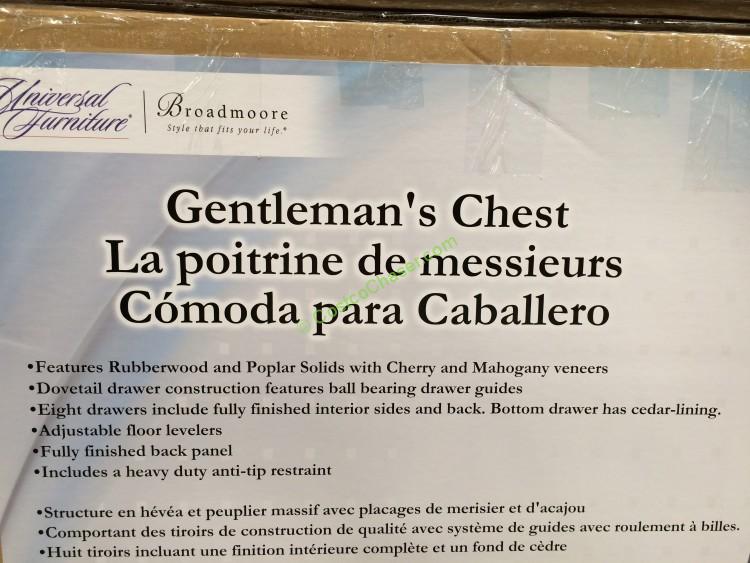 Universal
Furniture®
Broadmoore
Style that fits your life.®
Gentleman's Chest
La poitrine de messieurs
Cómoda para Caballero
© CostcoChaser.com
•Features Rubberwood and Poplar Solids with Cherry and Mahogany veneers
•Dovetail drawer construction features ball bearing drawer guides
•Eight drawers include fully finished interior sides and back. Bottom drawer has cedar-lining.
•Adjustable floor levelers
•Fully finished back panel
•Includes a heavy duty anti-tip restraint
•Structure en hévéa et peuplier massif avec placages de merisier et d'acajou
•Comportant des tiroirs de construction de qualité avec système de guides avec roulement à billes.
•Huit tiroirs incluant une finition intérieure complète et un fond de cèdre